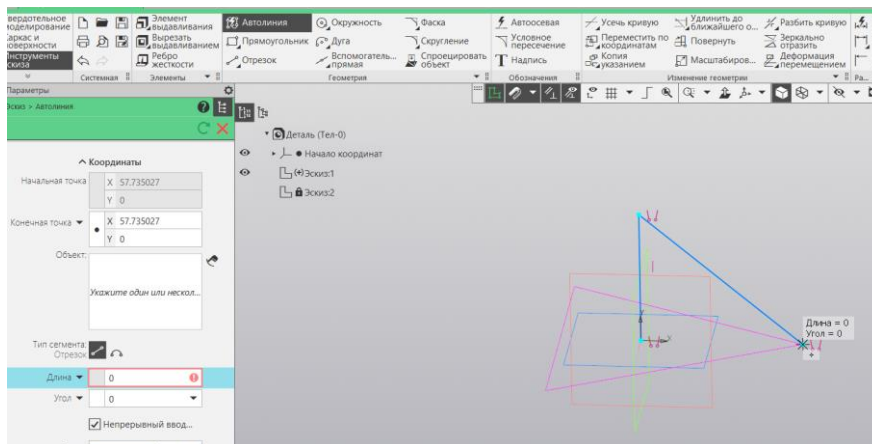 вердотельное моделирование
аркас и поверхности
Инструменты эскиза
Системная
Элемент выдавливания
Вырезать выдавливанием
Ребро жесткости
Элементы
Автолиния
Прямоугольник
Отрезок
Окружность
Дуга
Вспомогатель... прямая
Фаска
Скругление
Спроецировать объект
Геометрия
Автоосевая
Условное пересечение
Надпись
Обозначения
Усечь кривую
Переместить по координатам
Копия указанием
Удлинить до ближайшего о...
Повернуть
Масштабиров...
Разбить кривую
Зеркально отразить
Деформация перемещением
Изменение геометрии
Ра...
Параметры
Эскиз > Автолиния
Координаты
Начальная точка
X 57.735027
Y 0
Конечная точка
X 57.735027
Y 0
Объект:
Укажите один или нескол...
Тип сегмента:
Отрезок
Длина
0
Угол
0
Непрерывный ввод...
Деталь (Тел-0)
Начало координат
(+)Эскиз:1
Эскиз:2
Y
X
Длина = 0
Угол = 0